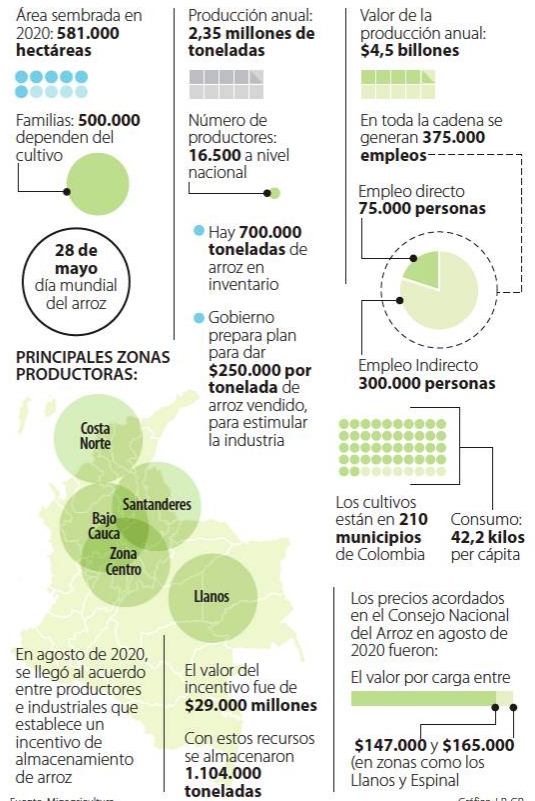 Área sembrada en
2020: 581.000
hectáreas
Familias: 500.000
dependen del
cultivo
28 de
mayo
día mundial
del arroz
Producción anual:
2,35 millones de
toneladas
Número de
productores:
16.500 a nivel
nacional
Hay 700.000
toneladas de
arroz en
inventario
Gobierno
prepara plan
para dar
$250.000 por
tonelada de
arroz vendido,
para estimular
la industria
Valor de la
producción anual:
$4,5 billones
En toda la cadena se
generan 375.000
empleos
Empleo directo
75.000 personas
Empleo Indirecto
300.000 personas
Los cultivos
están en 210
municipios
de Colombia
Consumo:
42,2 kilos
per cápita
PRINCIPALES ZONAS
PRODUCTORAS:
Costa
Norte
Santanderes
Bajo
Cauca
Zona
Centro
Llanos
En agosto de 2020,
se llegó al acuerdo
entre productores
e industriales que
establece un
incentivo de
almacenamiento
de arroz
El valor del
incentivo fue de
$29.000 millones
Con estos recursos
se almacenaron
1.104.000
toneladas
Los precios acordados
en el Consejo Nacional
del Arroz en agosto de
2020 fueron:
El valor por carga entre
$147.000 y $165.000
(en zonas como los
Llanos y Espinal